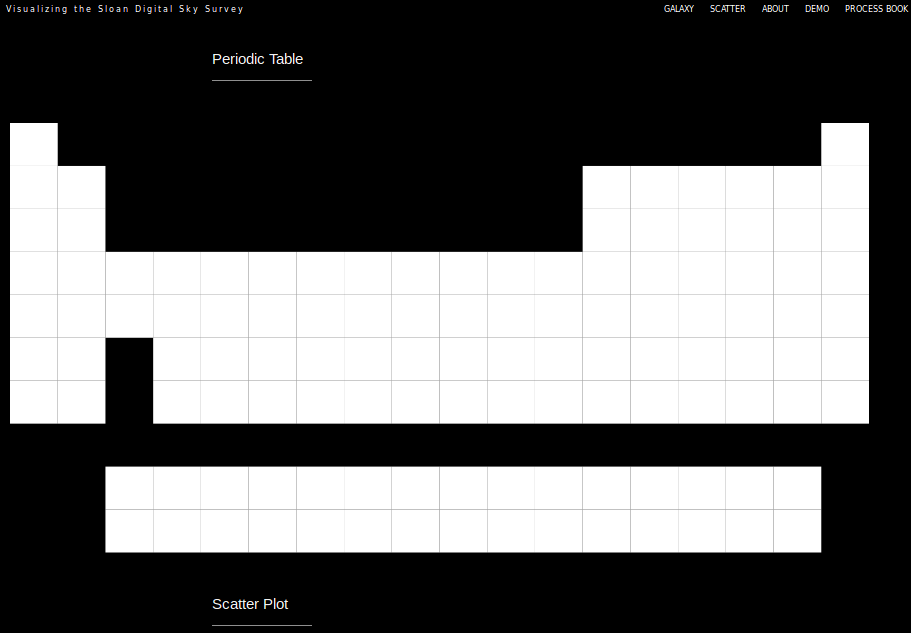 Visualizing the Sloan Digital Sky Survey
GALAXY SCATTER ABOUT DEMO PROCESS BOOK
Periodic Table
Scatter Plot